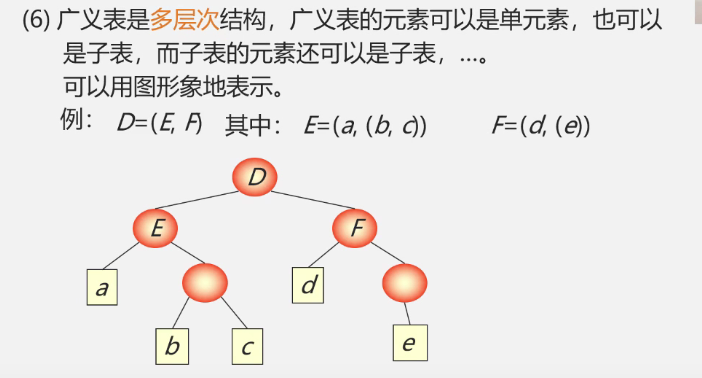 (6) 广义表是多层次结构，广义表的元素可以是单元素，也可以
是子表，而子表的元素还可以是子表，…。
可以用图形象地表示。
例： D=(E, F) 其中： E=(a, (b, c)) F=(d, (e))
D
E F
a d
b c e